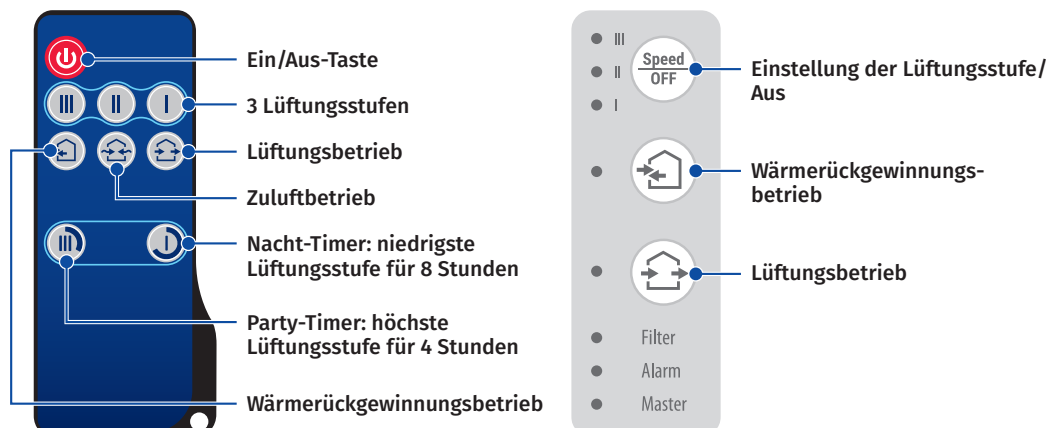 Ein/Aus-Taste
III II I
3 Lüftungsstufen
Lüftungsbetrieb
Zuluftbetrieb
III I
Nacht-Timer: niedrigste
Lüftungsstufe für 8 Stunden
Party-Timer: höchste
Lüftungsstufe für 4 Stunden
Wärmerückgewinnungsbetrieb
III
II
I
Speed
OFF
Einstellung der Lüftungsstufe/
Aus
Wärmerückgewinnungs-
betrieb
Lüftungsbetrieb
Filter
Alarm
Master